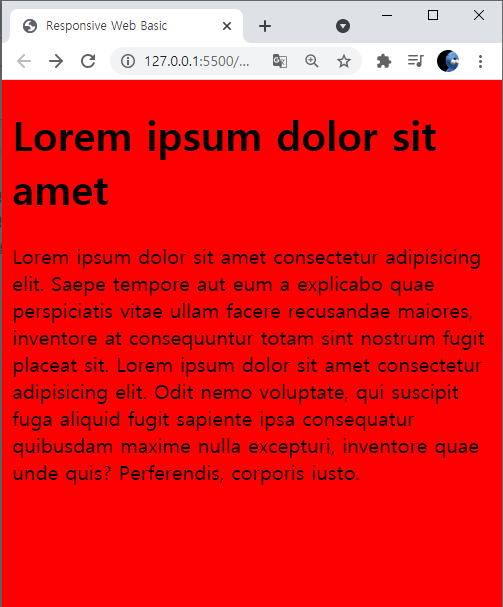 Responsive Web Basic
127.0.0.1:5500/...
Lorem ipsum dolor sit
amet
Lorem ipsum dolor sit amet consectetur adipisicing
elit. Saepe tempore aut eum a explicabo quae
perspiciatis vitae ullam facere recusandae maiores,
inventore at consequuntur totam sint nostrum fugit
placeat sit. Lorem ipsum dolor sit amet consectetur
adipisicing elit. Odit nemo voluptate, qui suscipit
fuga aliquid fugit sapiente ipsa consequatur
quibusdam maxime nulla excepturi, inventore quae
unde quis? Perferendis, corporis iusto.